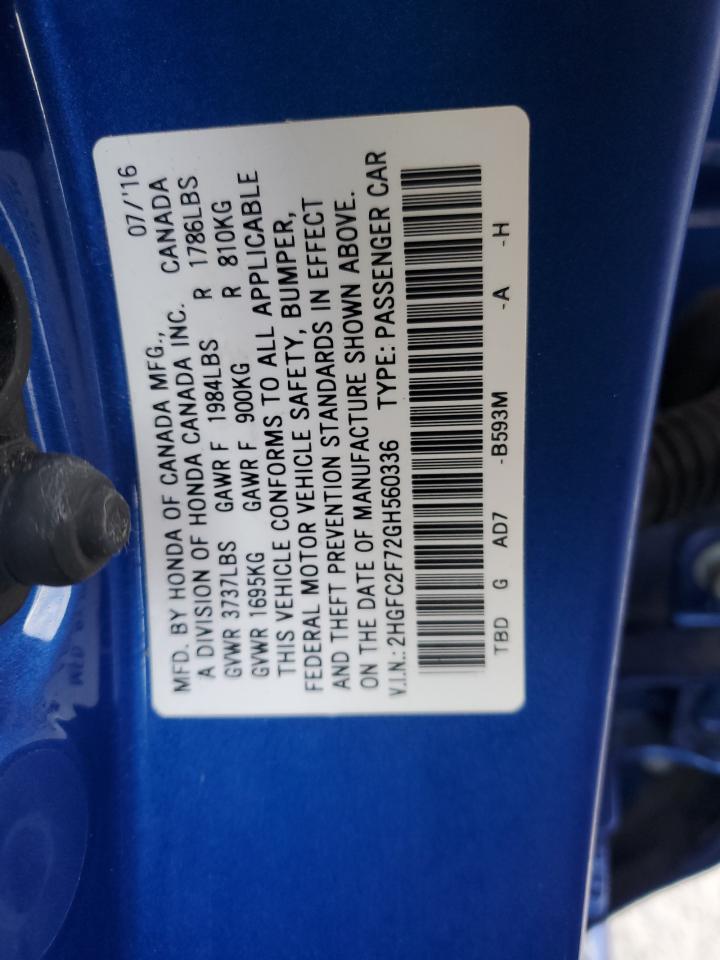 MFD. BY HONDA OF CANADA MFG., 07/'16
A DIVISION OF HONDA CANADA INC. CANADA
GVWR 3737LBS GAWR F 1984LBS R 1786LBS
GVWR 1695KG GAWR F 900KG R 810KG
THIS VEHICLE CONFORMS TO ALL APPLICABLE
FEDERAL MOTOR VEHICLE SAFETY, BUMPER,
AND THEFT PREVENTION STANDARDS IN EFFECT
ON THE DATE OF MANUFACTURE SHOWN ABOVE.
V.I.N.: 2HGFC2F72GH560336 TYPE: PASSENGER CAR
TBD G AD7 -B593M -A -H